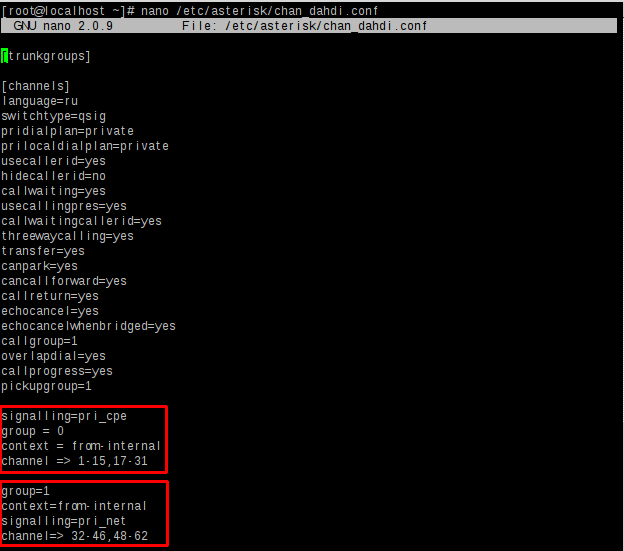 [root@localhost ~]# nano /etc/asterisk/chan_dahdi.conf
GNU nano 2.0.9 File: /etc/asterisk/chan_dahdi.conf
[trunkgroups]
[channels]
language=ru
switchtype=qsig
pridialplan=private
prilocaldialplan=private
usecallerid=yes
hidecallerid=no
callwaiting=yes
usecallingpres=yes
callwaitingcallerid=yes
threewaycalling=yes
transfer=yes
canpark=yes
cancallforward=yes
callreturn=yes
echocancel=yes
echocancelwhenbridged=yes
callgroup=1
overlapdial=yes
callprogress=yes
pickupgroup=1
signalling=pri_cpe
group = 0
context = from-internal
channel => 1-15,17-31
group=1
context=from-internal
signalling=pri_net
channel=> 32-46,48-62